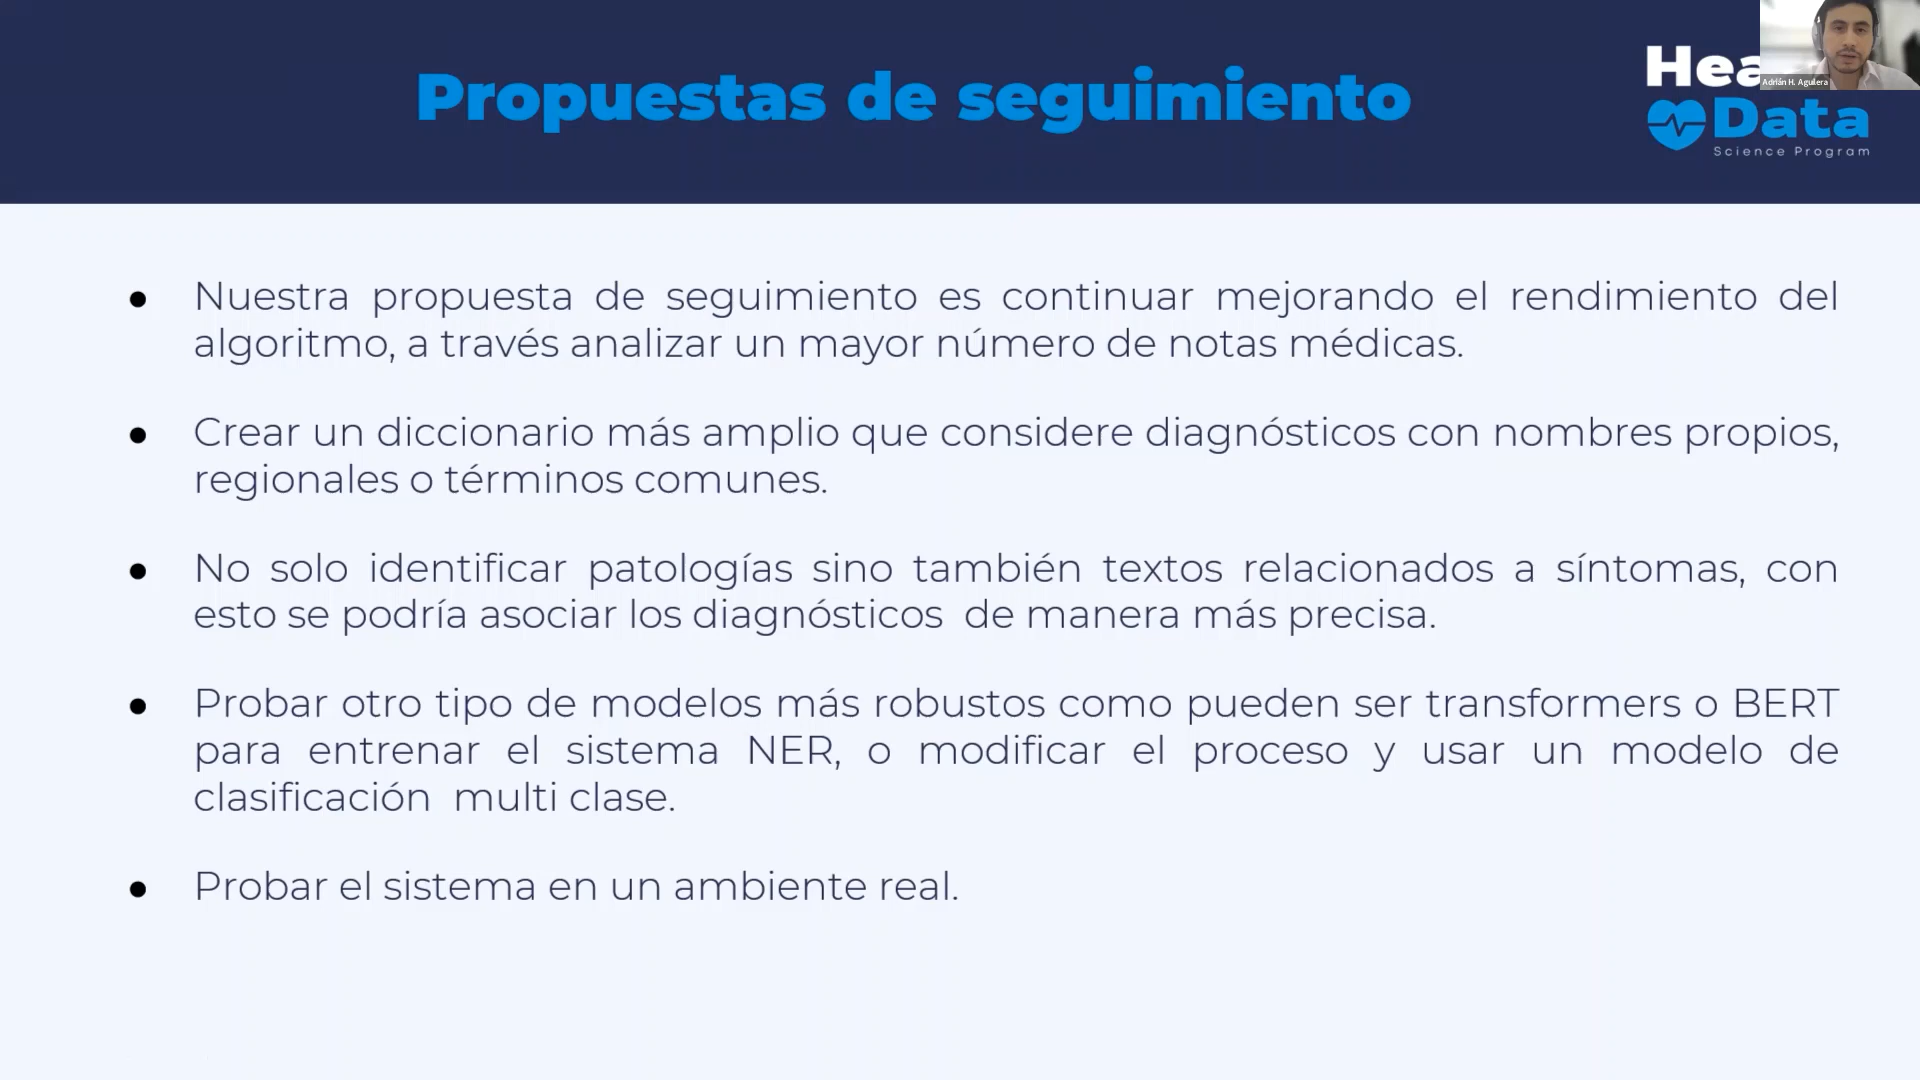 Propuestas de seguimiento
Adrián H. Aguilera
Data
Science Program
● Nuestra propuesta de seguimiento es continuar mejorando el rendimiento del
algoritmo, a través analizar un mayor número de notas médicas.
● Crear un diccionario más amplio que considere diagnósticos con nombres propios,
regionales o términos comunes.
● No solo identificar patologías sino también textos relacionados a síntomas, con
esto se podría asociar los diagnósticos de manera más precisa.
● Probar otro tipo de modelos más robustos como pueden ser transformers o BERT
para entrenar el sistema NER, o modificar el proceso y usar un modelo de
clasificación multi clase.
● Probar el sistema en un ambiente real.